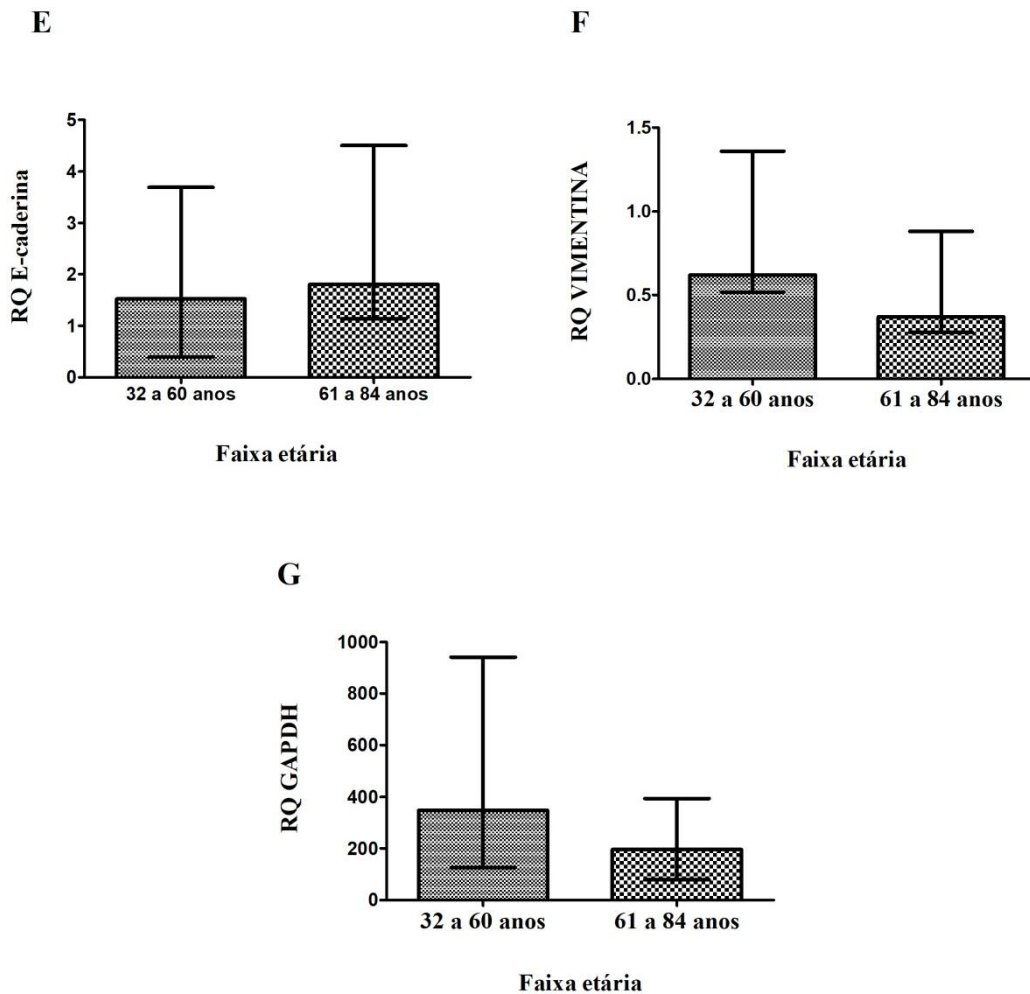 E
RQ E-caderina
5
4
3
2
1
0
32 a 60 anos 61 a 84 anos
Faixa etária
F
RQ VIMENTINA
1.5
1.0
0.5
0.0
32 a 60 anos 61 a 84 anos
Faixa etária
G
RQ GAPDH
1000
800
600
400
200
0
32 a 60 anos 61 a 84 anos
Faixa etária